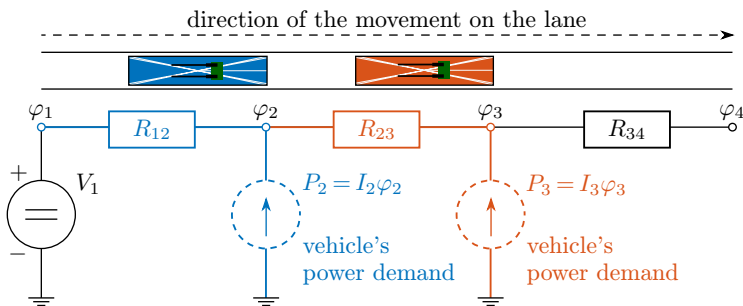 direction of the movement on the lane
φ₁ φ₂ φ₃ φ₄
R₁₂ R₂₃ R₃₄
+ V₁ P₂ = I₂φ₂ P₃ = I₃φ₃
−
vehicle's vehicle's
power demand power demand